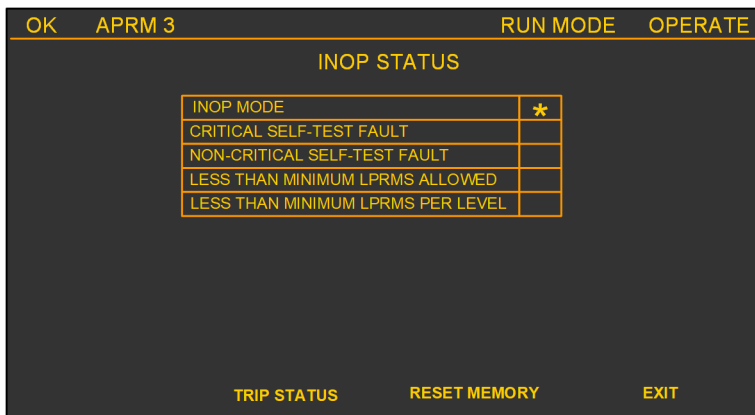 OK APRM 3 RUN MODE OPERATE
INOP STATUS
INOP MODE *
CRITICAL SELF-TEST FAULT
NON-CRITICAL SELF-TEST FAULT
LESS THAN MINIMUM LPRMS ALLOWED
LESS THAN MINIMUM LPRMS PER LEVEL
TRIP STATUS RESET MEMORY EXIT